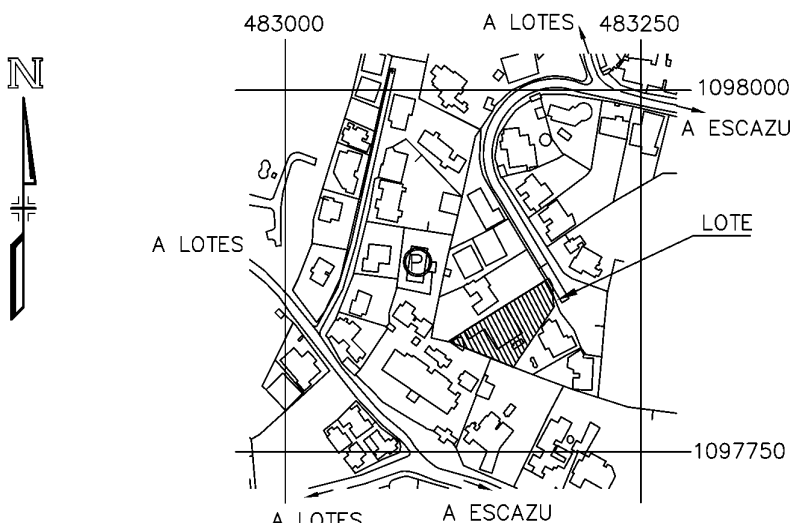 483000
A LOTES
483250
N
1098000
A ESCAZU
LOTE
A LOTES
P
1097750
A LOTES
A ESCAZU